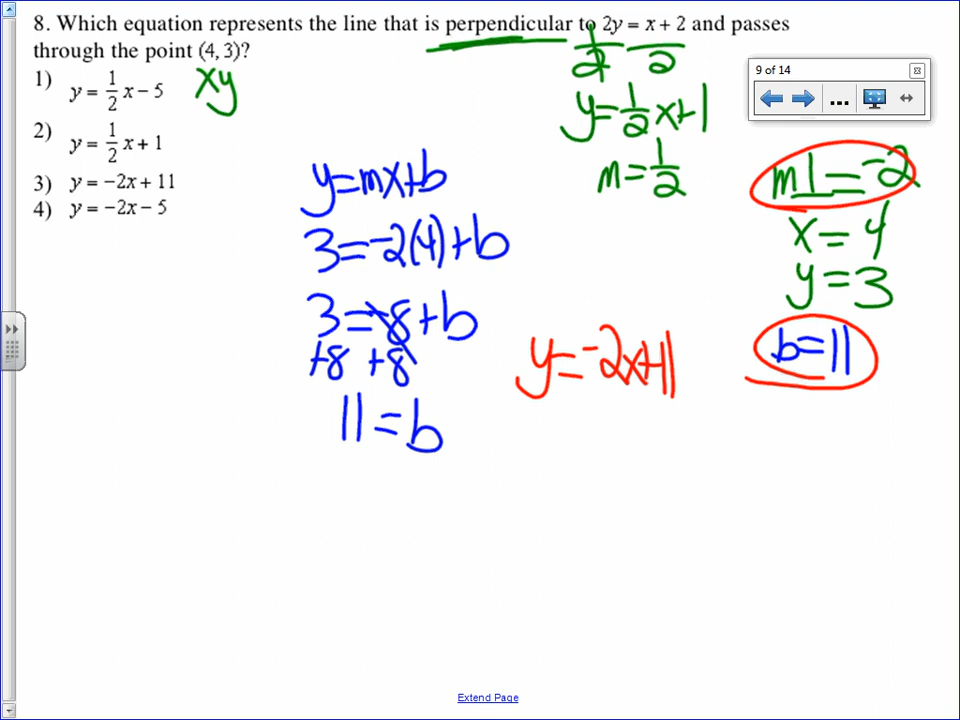 8. Which equation represents the line that is perpendicular to 2y = x + 2 and passes
through the point (4, 3)?
1) y = 1/2 x − 5
2) y = 1/2 x + 1
3) y = −2x + 11
4) y = −2x − 5
xy
2 2
y=1/2x+1
m=1/2
9 of 14
...
m⊥=-2
x=4
y=3
b=11
y=mx+b
3=-2(4)+b
3=-8+b
+8 +8
11=b
y=-2x+11
Extend Page